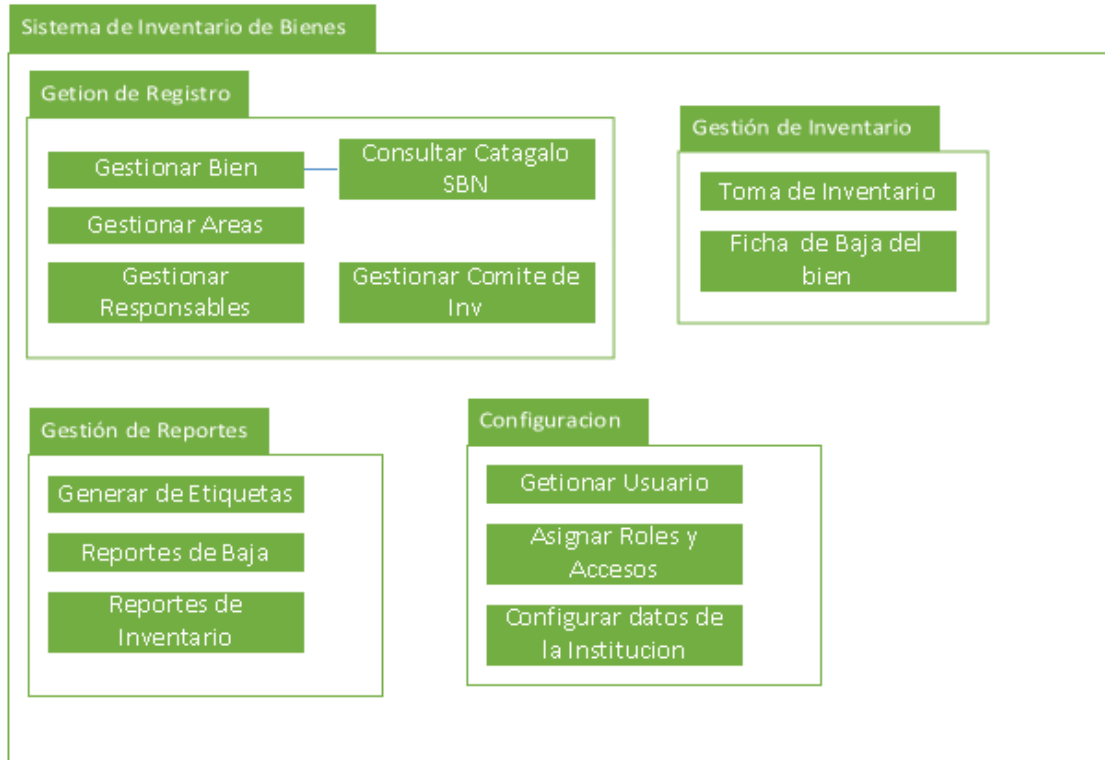 Sistema de Inventario de Bienes
Getion de Registro
Gestionar Bien
Consultar Catagalo
SBN
Gestionar Areas
Gestionar
Responsables
Gestionar Comite de
Inv
Gestión de Inventario
Toma de Inventario
Ficha de Baja del
bien
Gestión de Reportes
Generar de Etiquetas
Reportes de Baja
Reportes de
Inventario
Configuracion
Getionar Usuario
Asignar Roles y
Accesos
Configurar datos de
la Institucion